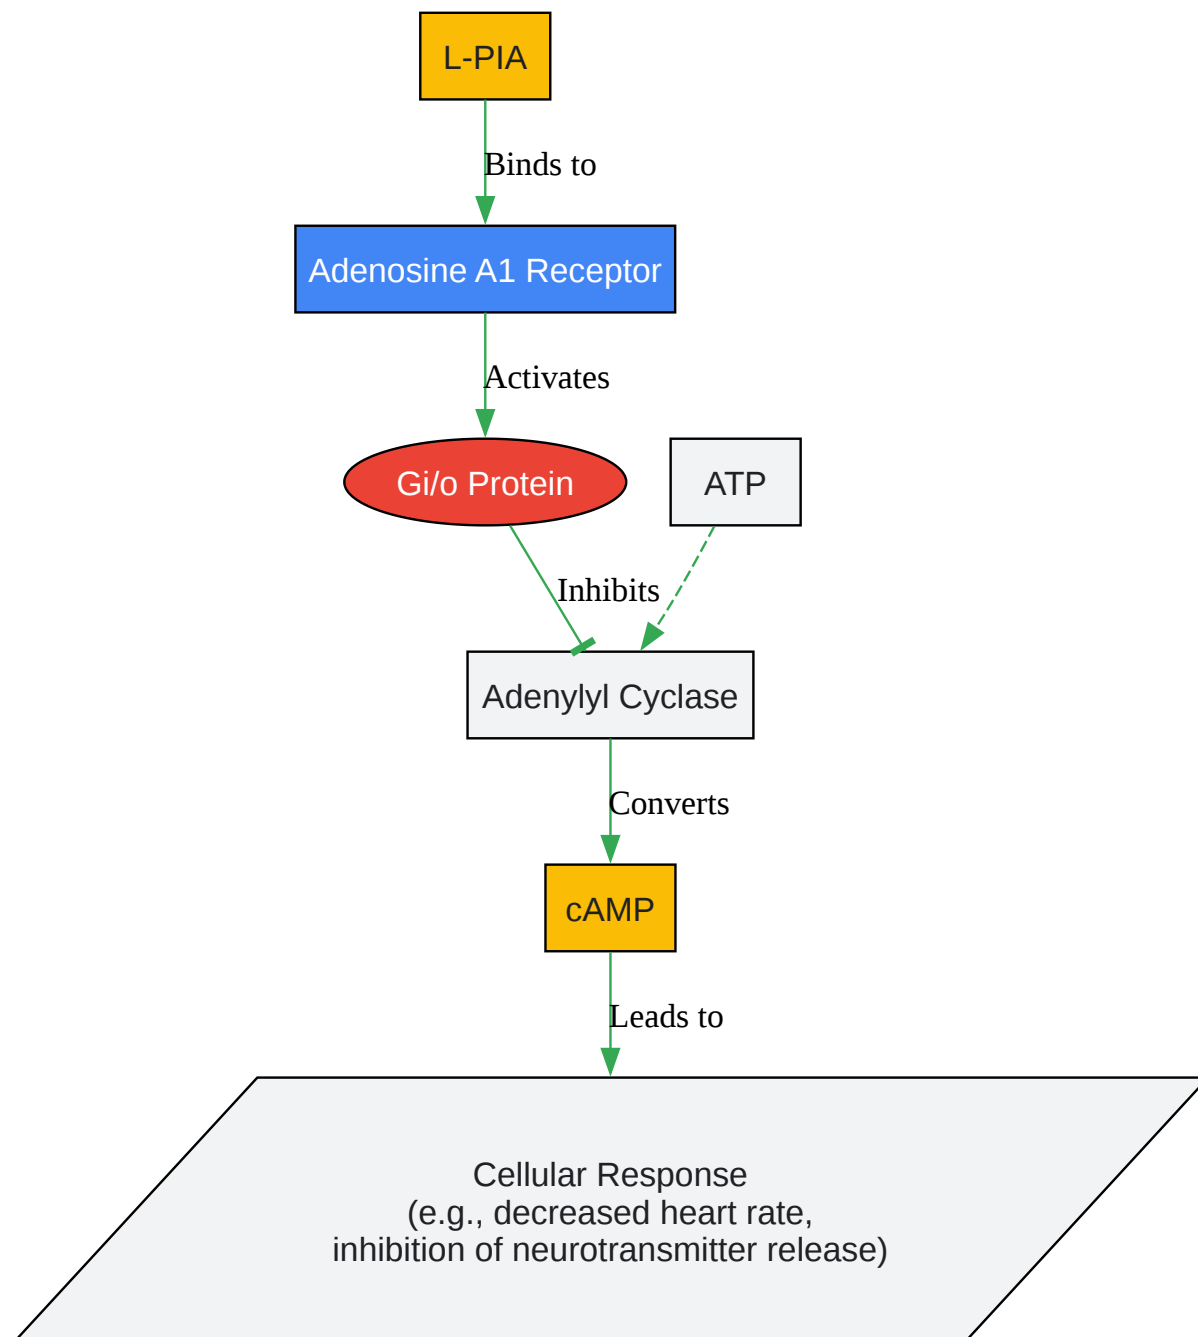 L-PIA
Binds to
Adenosine A1 Receptor
Activates
Gi/o Protein
ATP
Inhibits
Adenylyl Cyclase
Converts
cAMP
Leads to
Cellular Response
(e.g., decreased heart rate,
inhibition of neurotransmitter release)